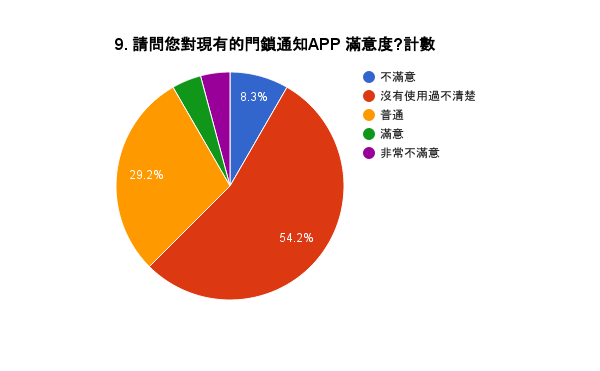 9. 請問您對現有的門鎖通知APP 滿意度?計數
不滿意
沒有使用過不清楚
普通
滿意
非常不滿意
8.3%
29.2%
54.2%